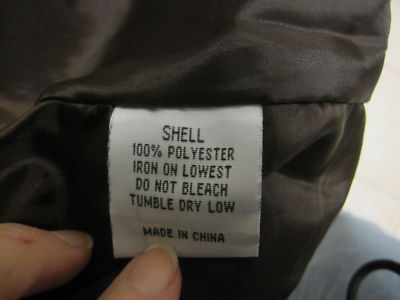 SHELL
100% POLYESTER
IRON ON LOWEST
DO NOT BLEACH
TUMBLE DRY LOW
MADE IN CHINA